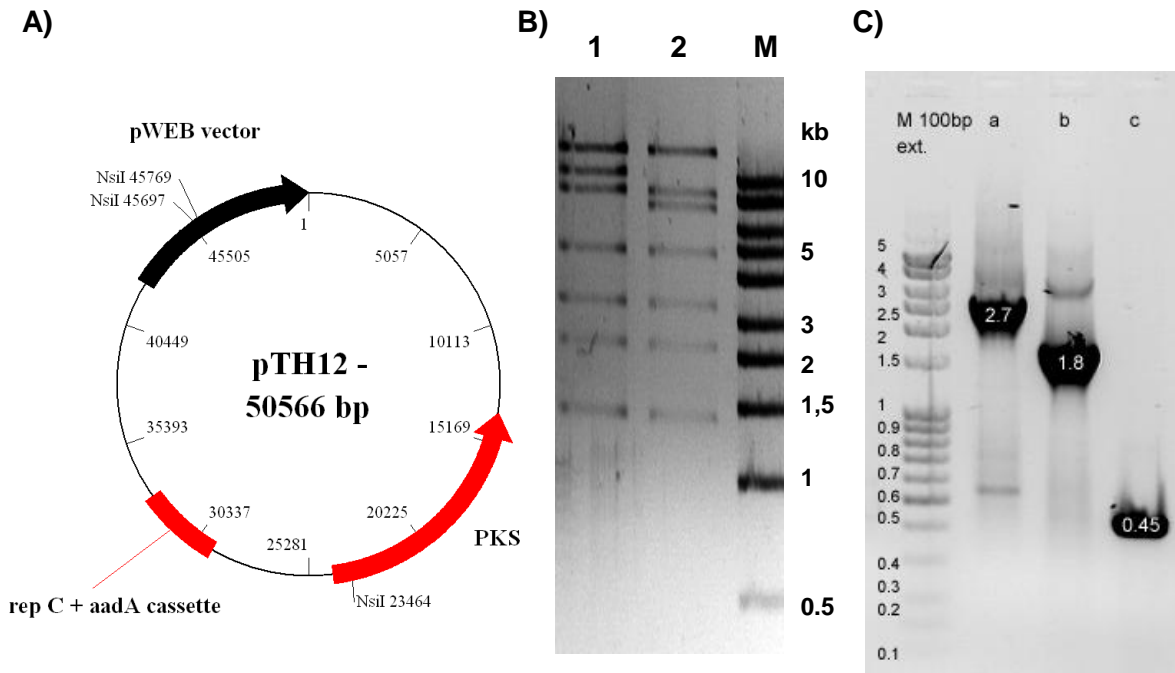 A)
pWEB vector
NsiI 45769
NsiI 45697
1
45505
5057
40449
10113
pTH12 -
50566 bp
35393
15169
30337
20225
25281
PKS
NsiI 23464
rep C + aadA cassette
B)
1 2 M
kb
10
5
3
2
1,5
1
0.5
C)
M 100bp a b c
ext.
5
4
3
2.5
2
1.5
1
0.9
0.8
0.7
0.6
0.5
0.4
0.3
0.2
0.1
2.7
1.8
0.45